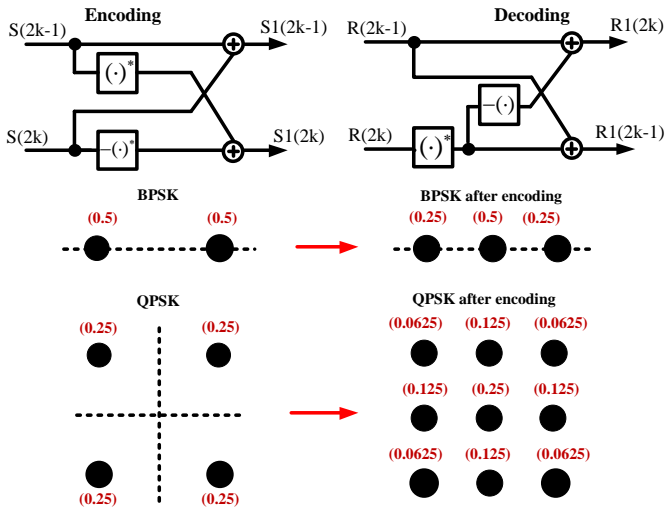 Encoding
Decoding
S(2k-1)
S1(2k-1)
R(2k-1)
R1(2k)
(·)*
−(·)
S(2k)
−(·)*
S1(2k)
R(2k)
(·)*
R1(2k-1)
BPSK
BPSK after encoding
(0.5) (0.5)
(0.25) (0.5) (0.25)
QPSK
QPSK after encoding
(0.25) (0.25)
(0.0625) (0.125) (0.0625)
(0.125) (0.25) (0.125)
(0.0625) (0.125) (0.0625)
(0.25) (0.25)